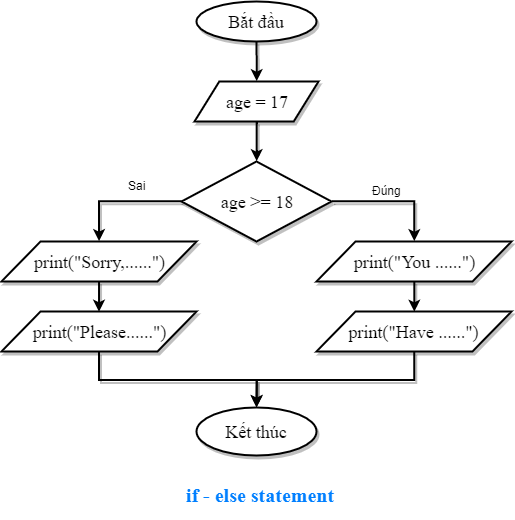 Bắt đầu
age = 17
age >= 18
Sai
Đúng
print("Sorry,......")
print("You ......")
print("Please......")
print("Have ......")
Kết thúc
if - else statement